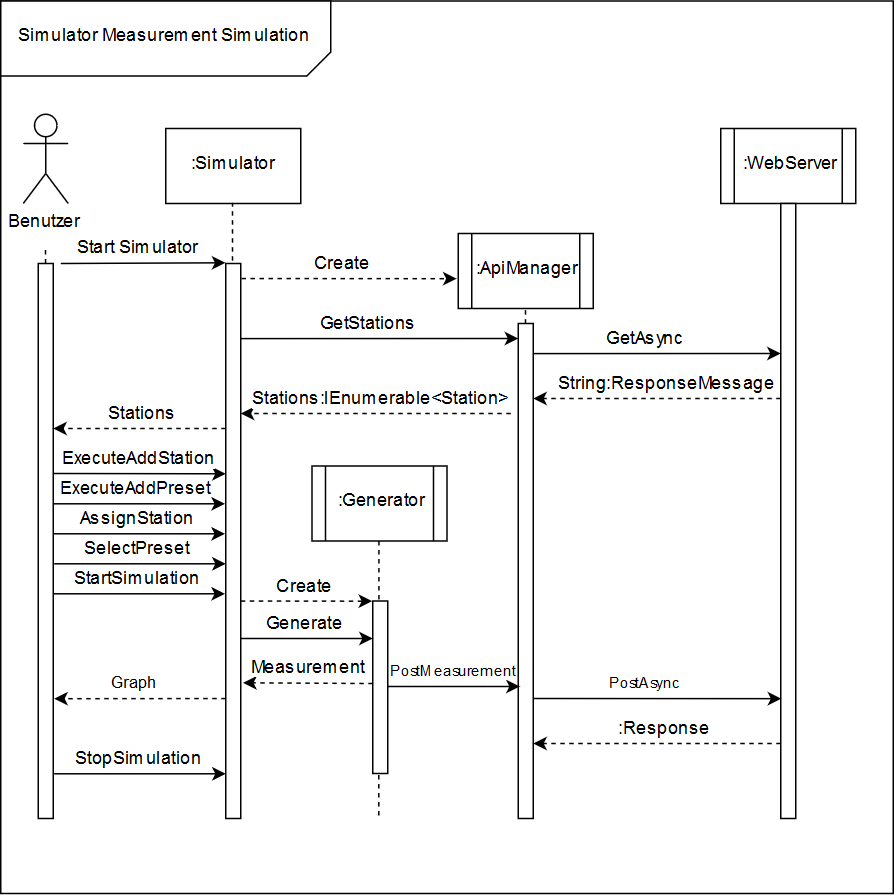 Simulator Measurement Simulation
:Simulator
:WebServer
Benutzer
Start Simulator
Create
:ApiManager
GetStations
GetAsync
String:ResponseMessage
Stations:IEnumerable<Station>
Stations
ExecuteAddStation
ExecuteAddPreset
:Generator
AssignStation
SelectPreset
StartSimulation
Create
Generate
Measurement
PostMeasurement
Graph
PostAsync
:Response
StopSimulation